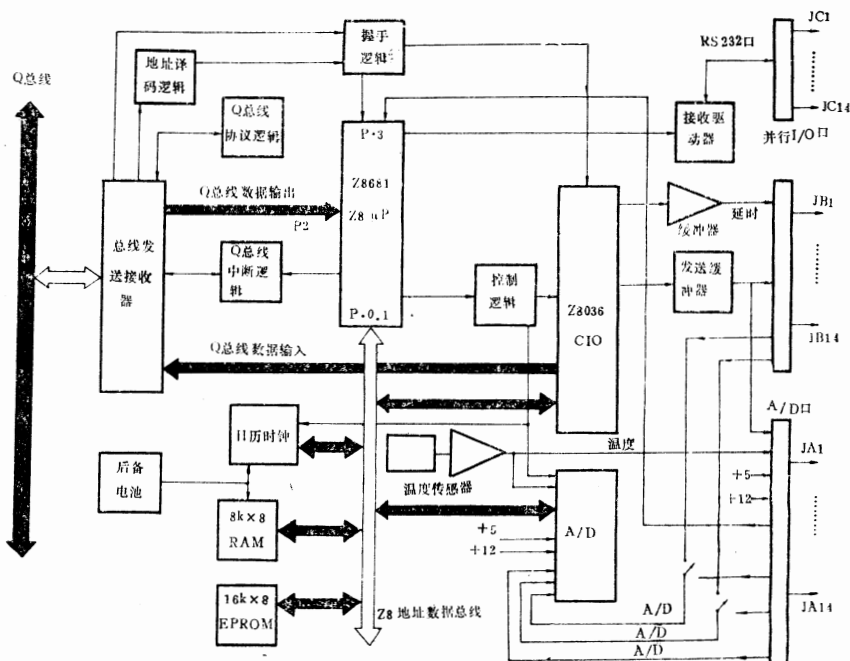 Q总线
地址译
码逻辑
握手
逻辑
Q总线
协议逻辑
RS232口
JC1
JC14
并行I/O口
接收驱
动器
P·3
Z8681
Z8 μP
P2
P·0.1
Q总线数据输出
总线发
送接收
器
Q总线
中断逻
辑
控制
逻辑
Z8036
CIO
缓冲器
延时
JB1
发送缓
冲器
JB14
Q总线数据输入
日历时钟
后备
电池
8k×8
RAM
16k×8
EPROM
温度传感器
温度
A/D口
JA1
+5
+12
JA14
+5
+12
A/D
Z8地址数据总线
A/D
A/D
A/D